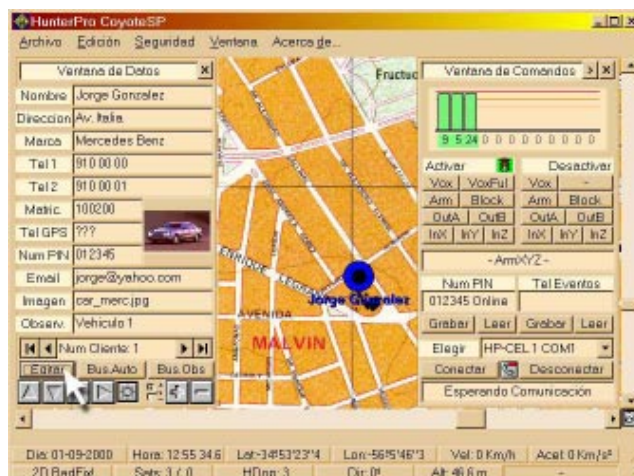 HunterPro CoyoteSP
Archivo Edición Seguridad Ventana Acerca de...
Ventana de Datos
Nombre Jorge Gonzalez
Direccion Av. Italia
Marca Mercedes Benz
Tel 1 910 00 00
Tel 2 910 00 01
Matric. 100200
Tel GPS ???
Num PIN 012345
Email jorge@yahoo.com
Imagen car_merc.jpg
Observ. Vehiculo 1
Num Cliente: 1
Editar Bus.Auto Bus.Obs
Fructuo
ENRIQUE LEGRAND
Jorge Gonzalez
AVENIDA
MALVIN
Ventana de Comandos
9 5 24 0 0 0 0 0 0 0 0 0
Activar Desactivar
Vox VoxFul Vox -
Arm Block Arm Block
OutA OutB OutA OutB
InX InY InZ InX InY InZ
-ArmXYZ-
Num PIN Tel Eventos
012345 Online
Grabar Leer Grabar Leer
Elegir HP-CEL 1 COM1
Conectar Desconectar
Esperando Comunicación
Dia: 01-09-2000 Hora: 12:55 34.6 Lat:-34º53'23"4 Lon:-56º5'46"3 Vel: 0 Km/h Acel: 0 Km/s²
2D BadFix! Sats: 3 / 0 HDop: 3 Dir: 0º Alt: 46.6 m